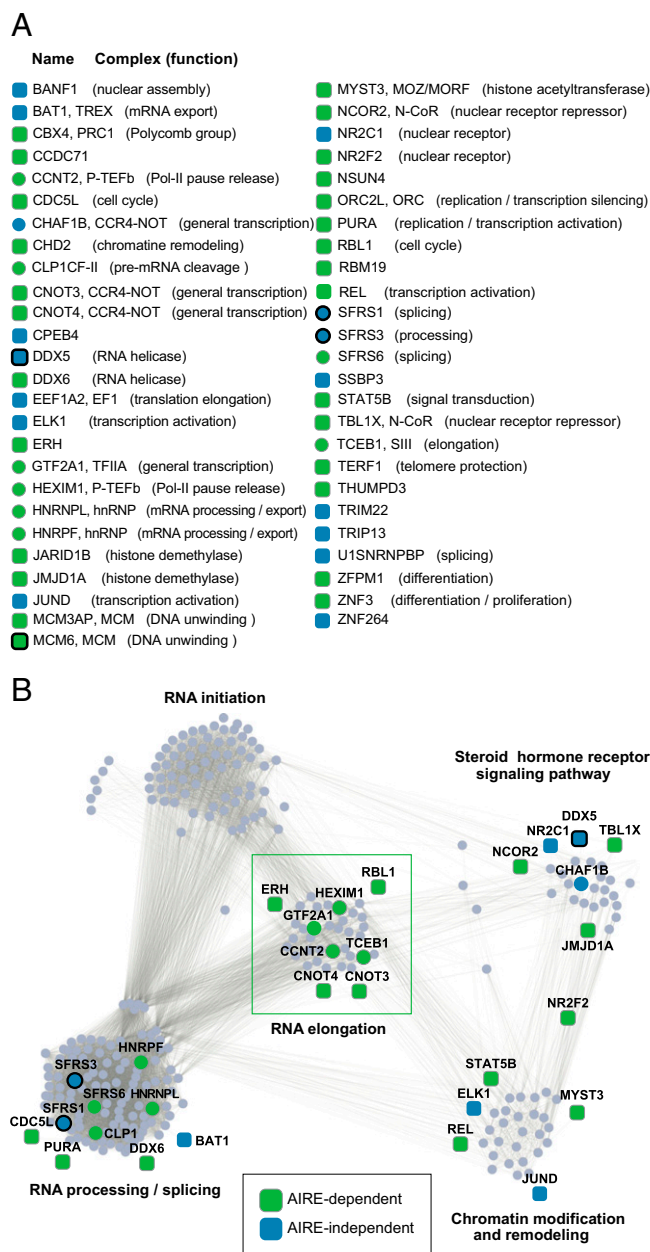 A
Name Complex (function)
BANF1 (nuclear assembly)
BAT1, TREX (mRNA export)
CBX4, PRC1 (Polycomb group)
CCDC71
CCNT2, P-TEFb (Pol-II pause release)
CDC5L (cell cycle)
CHAF1B, CCR4-NOT (general transcription)
CHD2 (chromatine remodeling)
CLP1CF-II (pre-mRNA cleavage )
CNOT3, CCR4-NOT (general transcription)
CNOT4, CCR4-NOT (general transcription)
CPEB4
DDX5 (RNA helicase)
DDX6 (RNA helicase)
EEF1A2, EF1 (translation elongation)
ELK1 (transcription activation)
ERH
GTF2A1, TFIIA (general transcription)
HEXIM1, P-TEFb (Pol-II pause release)
HNRNPL, hnRNP (mRNA processing / export)
HNRPF, hnRNP (mRNA processing / export)
JARID1B (histone demethylase)
JMJD1A (histone demethylase)
JUND (transcription activation)
MCM3AP, MCM (DNA unwinding )
MCM6, MCM (DNA unwinding )
MYST3, MOZ/MORF (histone acetyltransferase)
NCOR2, N-CoR (nuclear receptor repressor)
NR2C1 (nuclear receptor)
NR2F2 (nuclear receptor)
NSUN4
ORC2L, ORC (replication / transcription silencing)
PURA (replication / transcription activation)
RBL1 (cell cycle)
RBM19
REL (transcription activation)
SFRS1 (splicing)
SFRS3 (processing)
SFRS6 (splicing)
SSBP3
STAT5B (signal transduction)
TBL1X, N-CoR (nuclear receptor repressor)
TCEB1, SIII (elongation)
TERF1 (telomere protection)
THUMPD3
TRIM22
TRIP13
U1SNRNPBP (splicing)
ZFPM1 (differentiation)
ZNF3 (differentiation / proliferation)
ZNF264
B
RNA initiation
Steroid hormone receptor
signaling pathway
DDX5
NR2C1
TBL1X
NCOR2
CHAF1B
JMJD1A
NR2F2
RBL1
ERH
HEXIM1
GTF2A1
CCNT2
TCEB1
CNOT4
CNOT3
RNA elongation
HNRPF
SFRS3
SFRS6
HNRNPL
SFRS1
CDC5L
CLP1
BAT1
PURA
DDX6
RNA processing / splicing
STAT5B
ELK1
MYST3
REL
JUND
Chromatin modification
and remodeling
AIRE-dependent
AIRE-independent